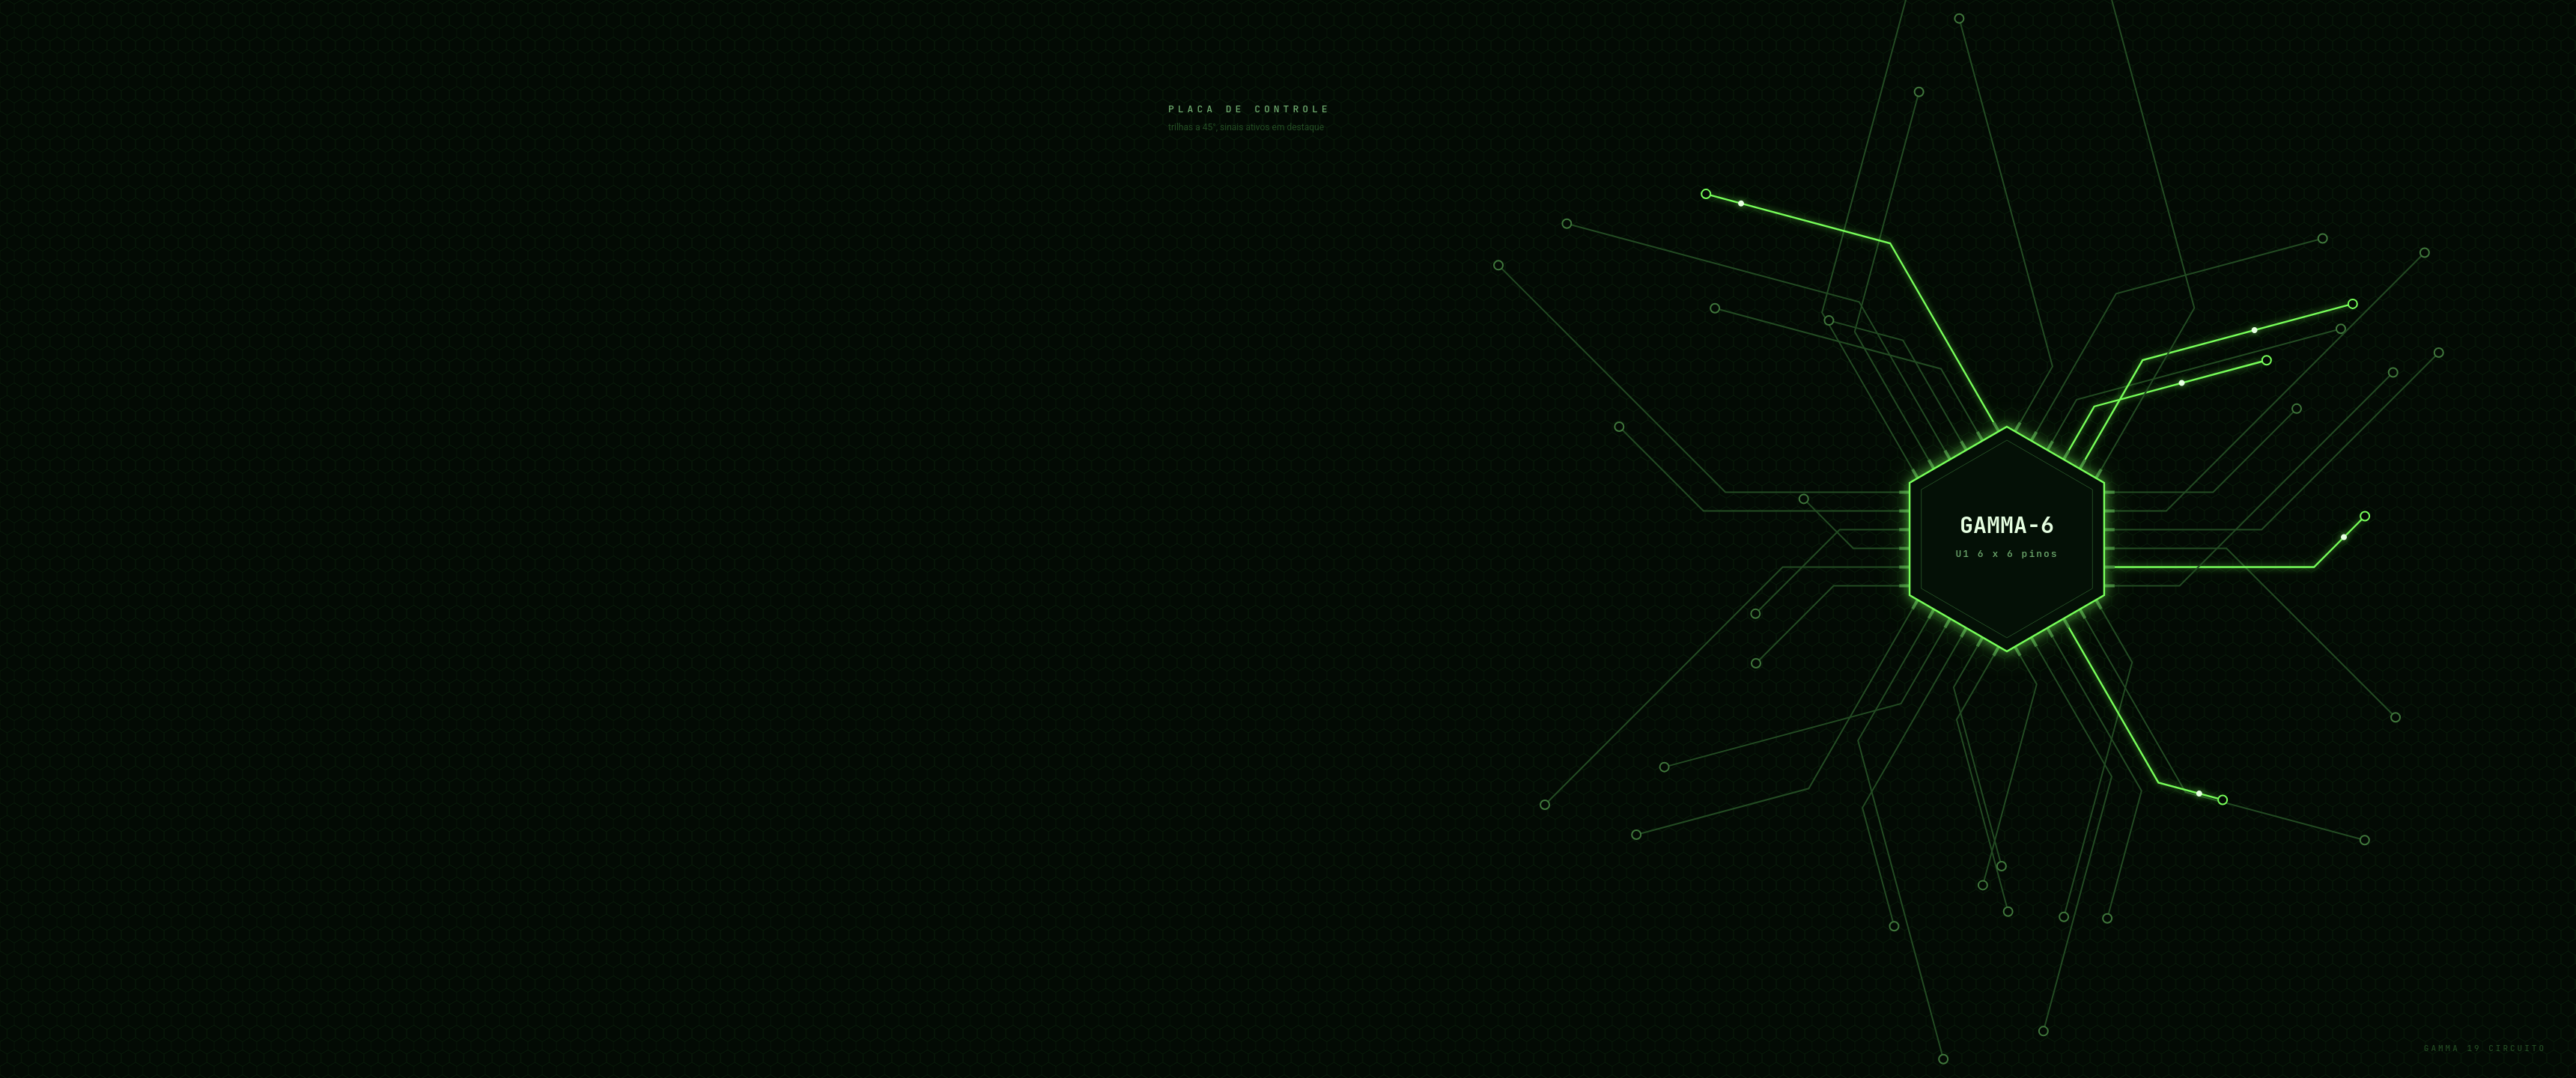 PLACA DE CONTROLE
trilhas a 45°, sinais ativos em destaque
GAMMA-6
U1 6 x 6 pinos
GAMMA 19 CIRCUITO